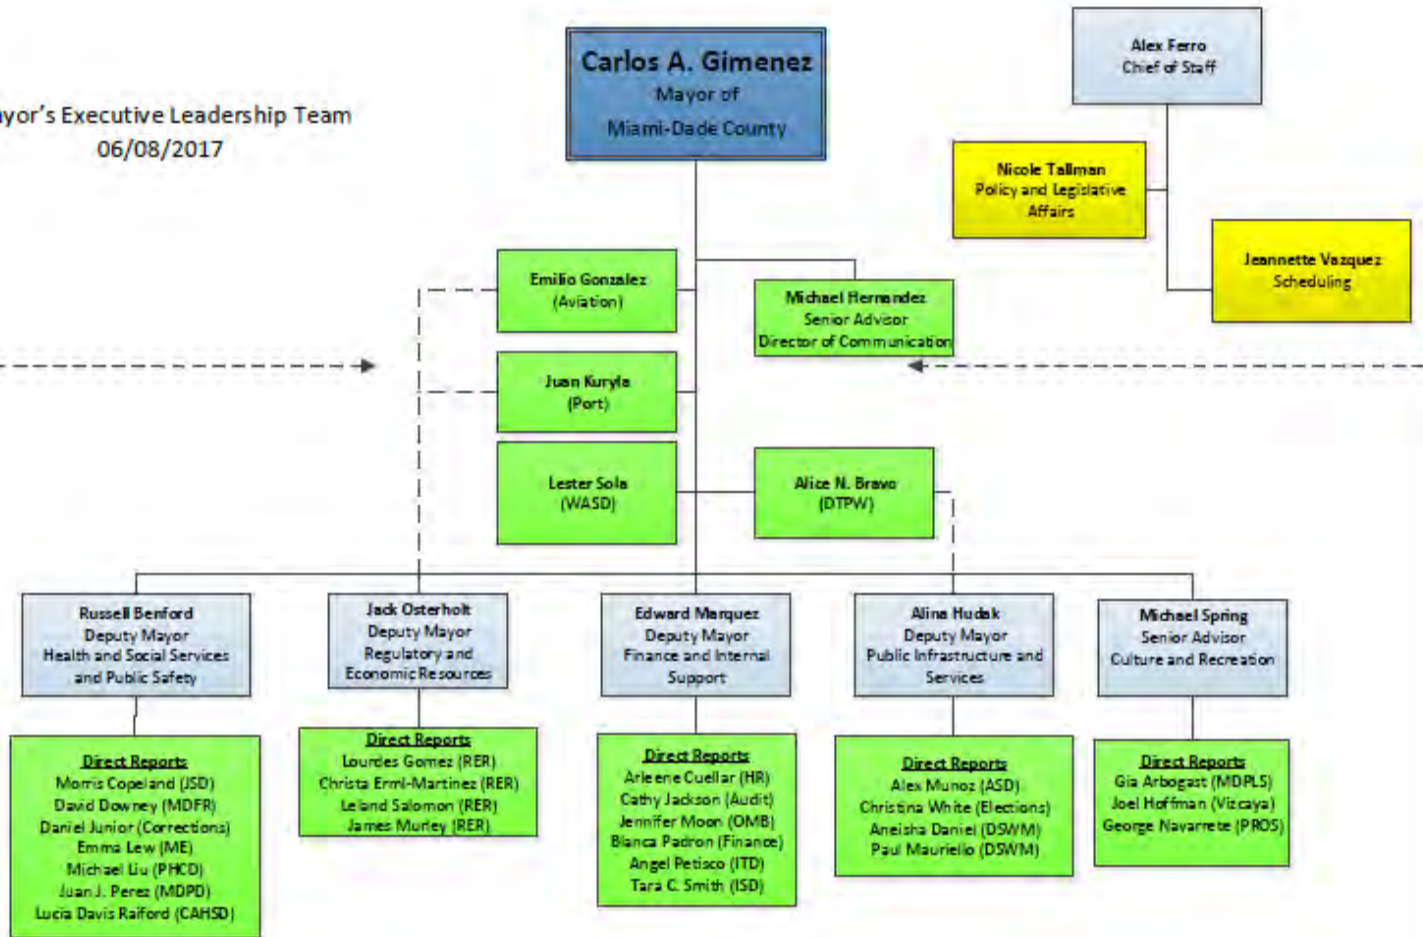 yor's Executive Leadership Team
06/08/2017
Carlos A. Gimenez
Mayor of
Miami-Dade County
Alex Ferro
Chief of Staff
Nicole Tallman
Policy and Legislative
Affairs
Jeannette Vazquez
Scheduling
Emilio Gonzalez
(Aviation)
Michael Hernandez
Senior Advisor
Director of Communication
Juan Kuryla
(Port)
Lester Sola
(WASD)
Alice N. Bravo
(DTPW)
Russell Benford
Deputy Mayor
Health and Social Services
and Public Safety
Jack Osterholt
Deputy Mayor
Regulatory and
Economic Resources
Edward Marquez
Deputy Mayor
Finance and Internal
Support
Alina Hudak
Deputy Mayor
Public Infrastructure and
Services
Michael Spring
Senior Advisor
Culture and Recreation
Direct Reports
Morris Copeland (JSD)
David Downey (MDFR)
Daniel Junior (Corrections)
Emma Lew (ME)
Michael Liu (PHCD)
Juan J. Perez (MDPD)
Lucia Davis Raiford (CAHSD)
Direct Reports
Lourdes Gomez (RER)
Christa Erml-Martinez (RER)
Leland Salomon (RER)
James Murley (RER)
Direct Reports
Arleene Cuellar (HR)
Cathy Jackson (Audit)
Jennifer Moon (OMB)
Blanca Padron (Finance)
Angel Petisco (ITD)
Tara C. Smith (ISD)
Direct Reports
Alex Munoz (ASD)
Christina White (Elections)
Aneisha Daniel (DSWM)
Paul Mauriello (DSWM)
Direct Reports
Gia Arbogast (MDPLS)
Joel Hoffman (Vizcaya)
George Navarrete (PROS)